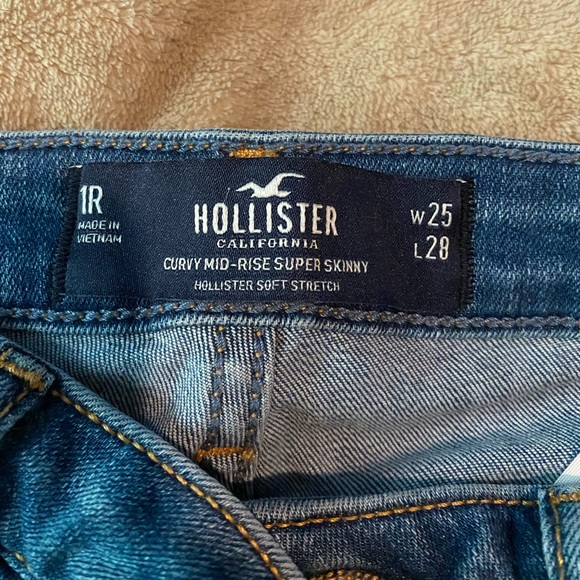 1R
MADE IN
VIETNAM
HOLLISTER
CALIFORNIA
CURVY MID-RISE SUPER SKINNY
HOLLISTER SOFT STRETCH
W25
L28